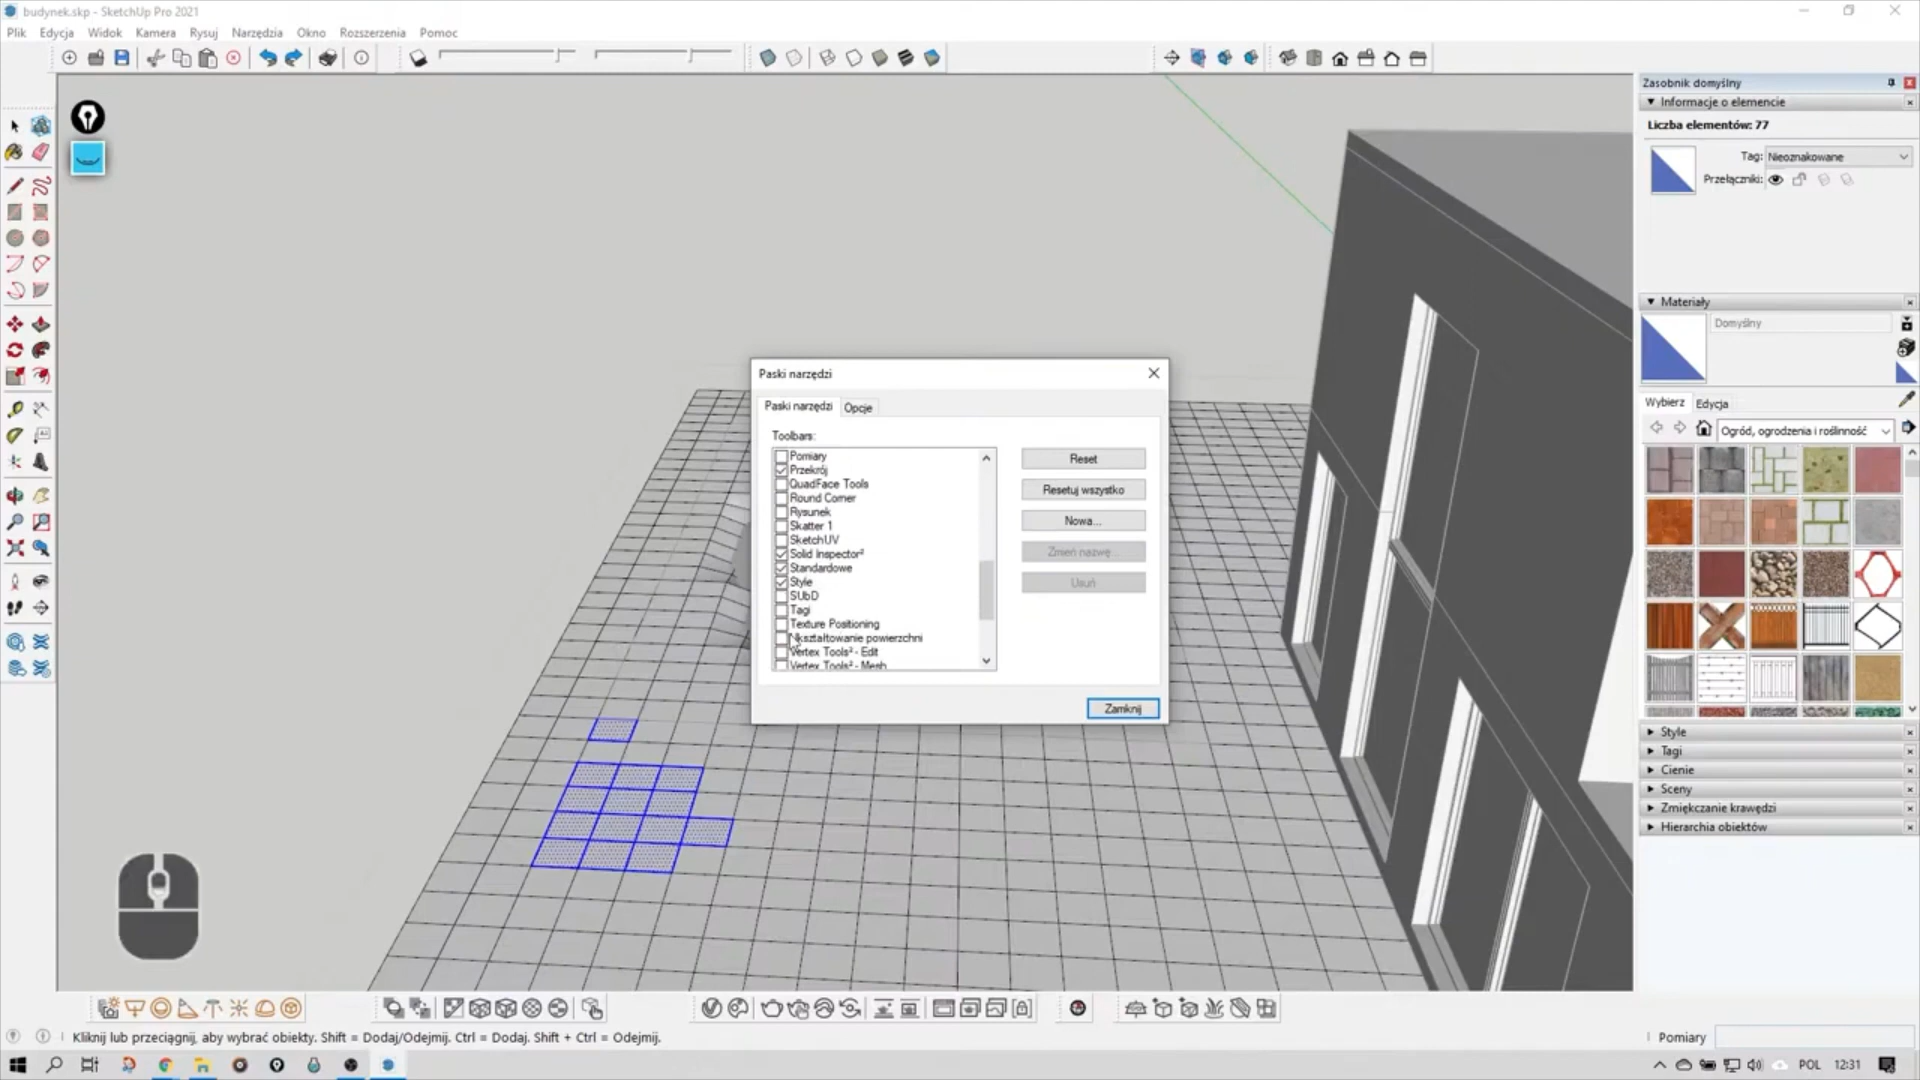 budynek.skp - SketchUp Pro 2021
Plik Edycja Widok Kamera Rysuj Narzędzia Okno Rozszerzenia Pomoc
Zasobnik domyślny
Informacje o elemencie
Liczba elementów: 77
Tag: Nieoznakowane
Przełączniki:
Materiały
Domyślny
Wybierz Edycja
Ogród, ogrodzenia i roślinność
Style
Tagi
Cienie
Sceny
Zmiękczanie krawędzi
Hierarchia obiektów
Paski narzędzi
Paski narzędzi Opcje
Toolbars:
Pomiary
Przekrój
QuadFace Tools
Round Corner
Rysunek
Skatter 1
SketchUV
Solid Inspector²
Standardowe
Style
SUbD
Tagi
Texture Positioning
kształtowanie powierzchni
Vertex Tools² - Edit
Vertex Tools² - Mesh
Reset
Resetuj wszystko
Nowa...
Zmień nazwę...
Usuń
Zamknij
Kliknij lub przeciągnij, aby wybrać obiekty. Shift = Dodaj/Odejmij. Ctrl = Dodaj. Shift + Ctrl = Odejmij.
Pomiary
POL 12:31